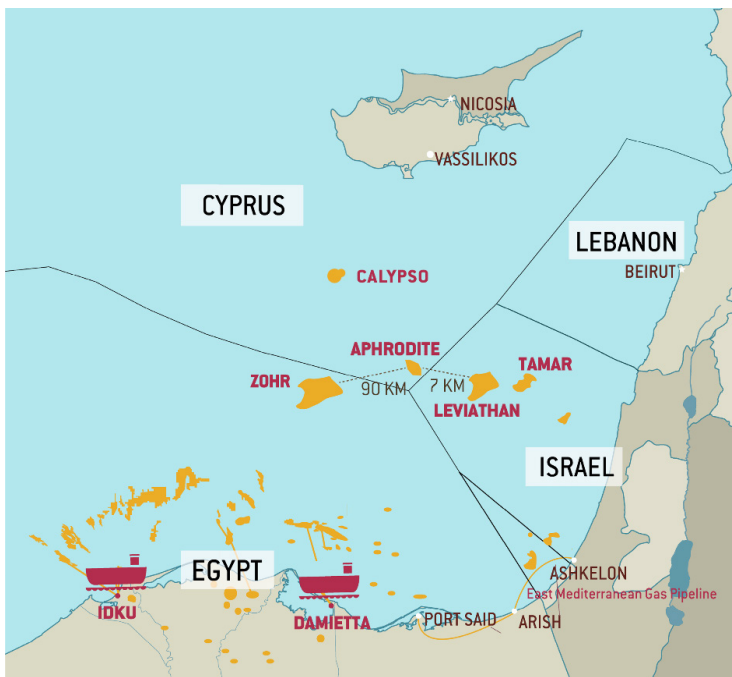 NICOSIA
VASSILIKOS
CYPRUS
LEBANON
BEIRUT
CALYPSO
APHRODITE
TAMAR
ZOHR
90 KM
7 KM
LEVIATHAN
ISRAEL
EGYPT
ASHKELON
East Mediterranean Gas Pipeline
IDKU
DAMIETTA
PORT SAID
ARISH